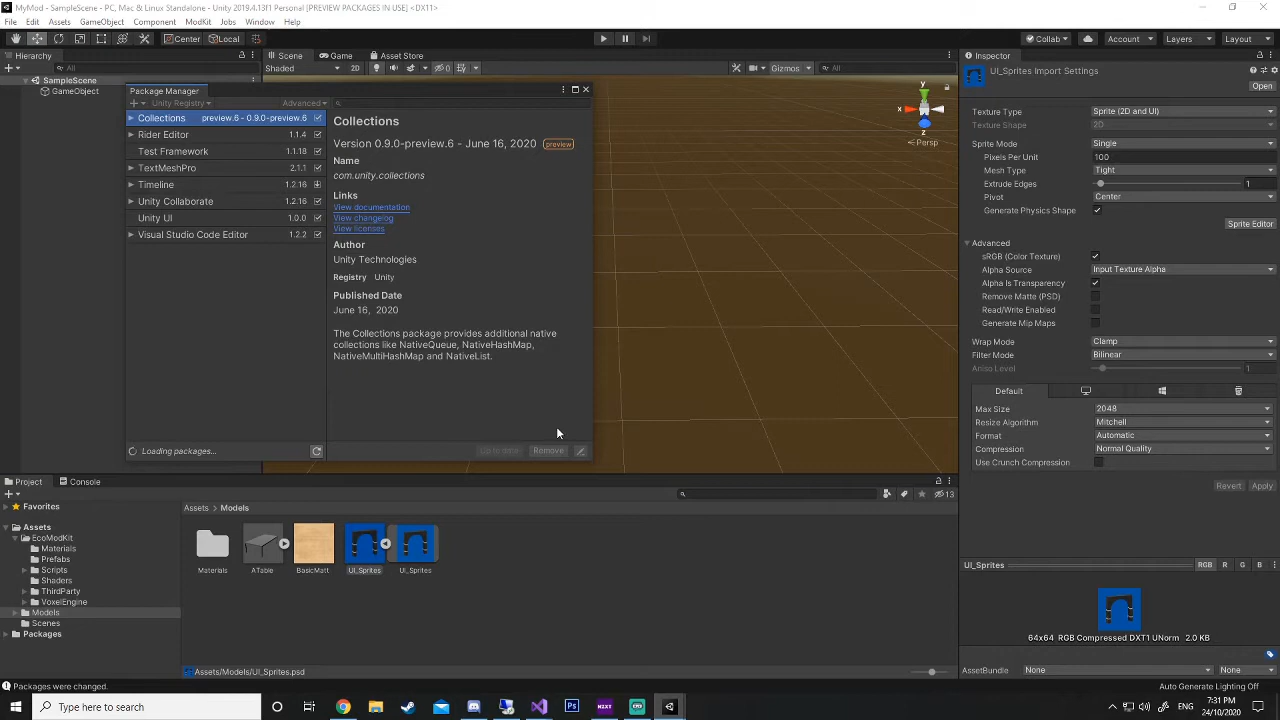 MyMod - SampleScene - PC, Mac & Linux Standalone - Unity 2019.4.13f1 Personal [PREVIEW PACKAGES IN USE] <DX11>
File Edit Assets GameObject Component ModKit Jobs Window Help
Center Local Collab Account Layers Layout
Hierarchy
All
SampleScene
GameObject
Scene Game Asset Store
Shaded 2D 0 Gizmos All
y
x
z
Persp
Package Manager
Unity Registry Advanced
Collections preview.6 - 0.9.0-preview.6
Rider Editor 1.1.4
Test Framework 1.1.18
TextMeshPro 2.1.1
Timeline 1.2.16
Unity Collaborate 1.2.16
Unity UI 1.0.0
Visual Studio Code Editor 1.2.2
Loading packages...
Collections
Version 0.9.0-preview.6 - June 16, 2020 preview
Name
com.unity.collections
Links
View documentation
View changelog
View licenses
Author
Unity Technologies
Registry Unity
Published Date
June 16, 2020
The Collections package provides additional native
collections like NativeQueue, NativeHashMap,
NativeMultiHashMap and NativeList.
Up to date Remove
Inspector
UI_Sprites Import Settings
Open
Texture Type Sprite (2D and UI)
Texture Shape 2D
Sprite Mode Single
Pixels Per Unit 100
Mesh Type Tight
Extrude Edges 1
Pivot Center
Generate Physics Shape
Sprite Editor
Advanced
sRGB (Color Texture)
Alpha Source Input Texture Alpha
Alpha Is Transparency
Remove Matte (PSD)
Read/Write Enabled
Generate Mip Maps
Wrap Mode Clamp
Filter Mode Bilinear
Aniso Level 1
Default
Max Size 2048
Resize Algorithm Mitchell
Format Automatic
Compression Normal Quality
Use Crunch Compression
Revert Apply
UI_Sprites RGB R G B
64x64 RGB Compressed DXT1 UNorm 2.0 KB
AssetBundle None None
Auto Generate Lighting Off
Project Console
13
Favorites
Assets
EcoModKit
Materials
Prefabs
Scripts
Shaders
ThirdParty
VoxelEngine
Models
Scenes
Packages
Assets > Models
Materials ATable BasicMatt UI_Sprites UI_Sprites
Assets/Models/UI_Sprites.psd
Packages were changed.
Type here to search
Ps
NZXT
ENG
7:31 PM
24/10/2020